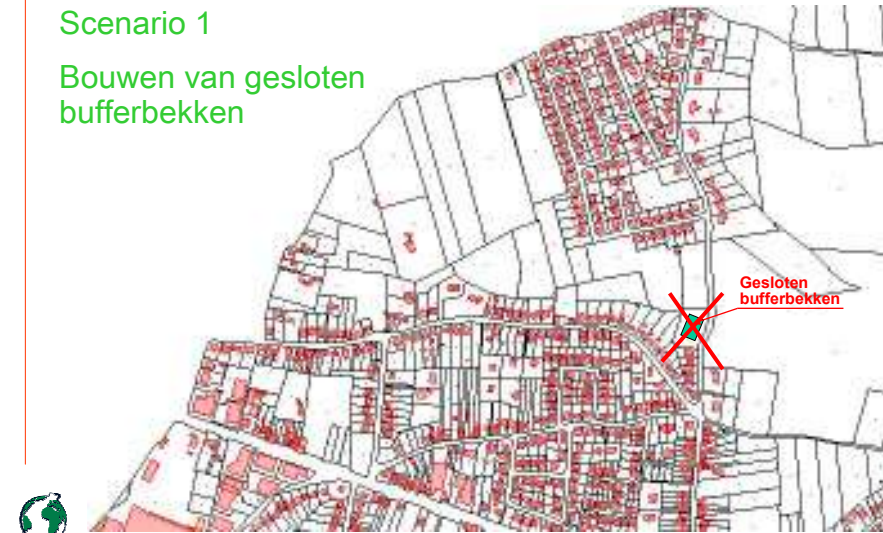 Scenario 1
Bouwen van gesloten
bufferbekken
Gesloten
bufferbekken